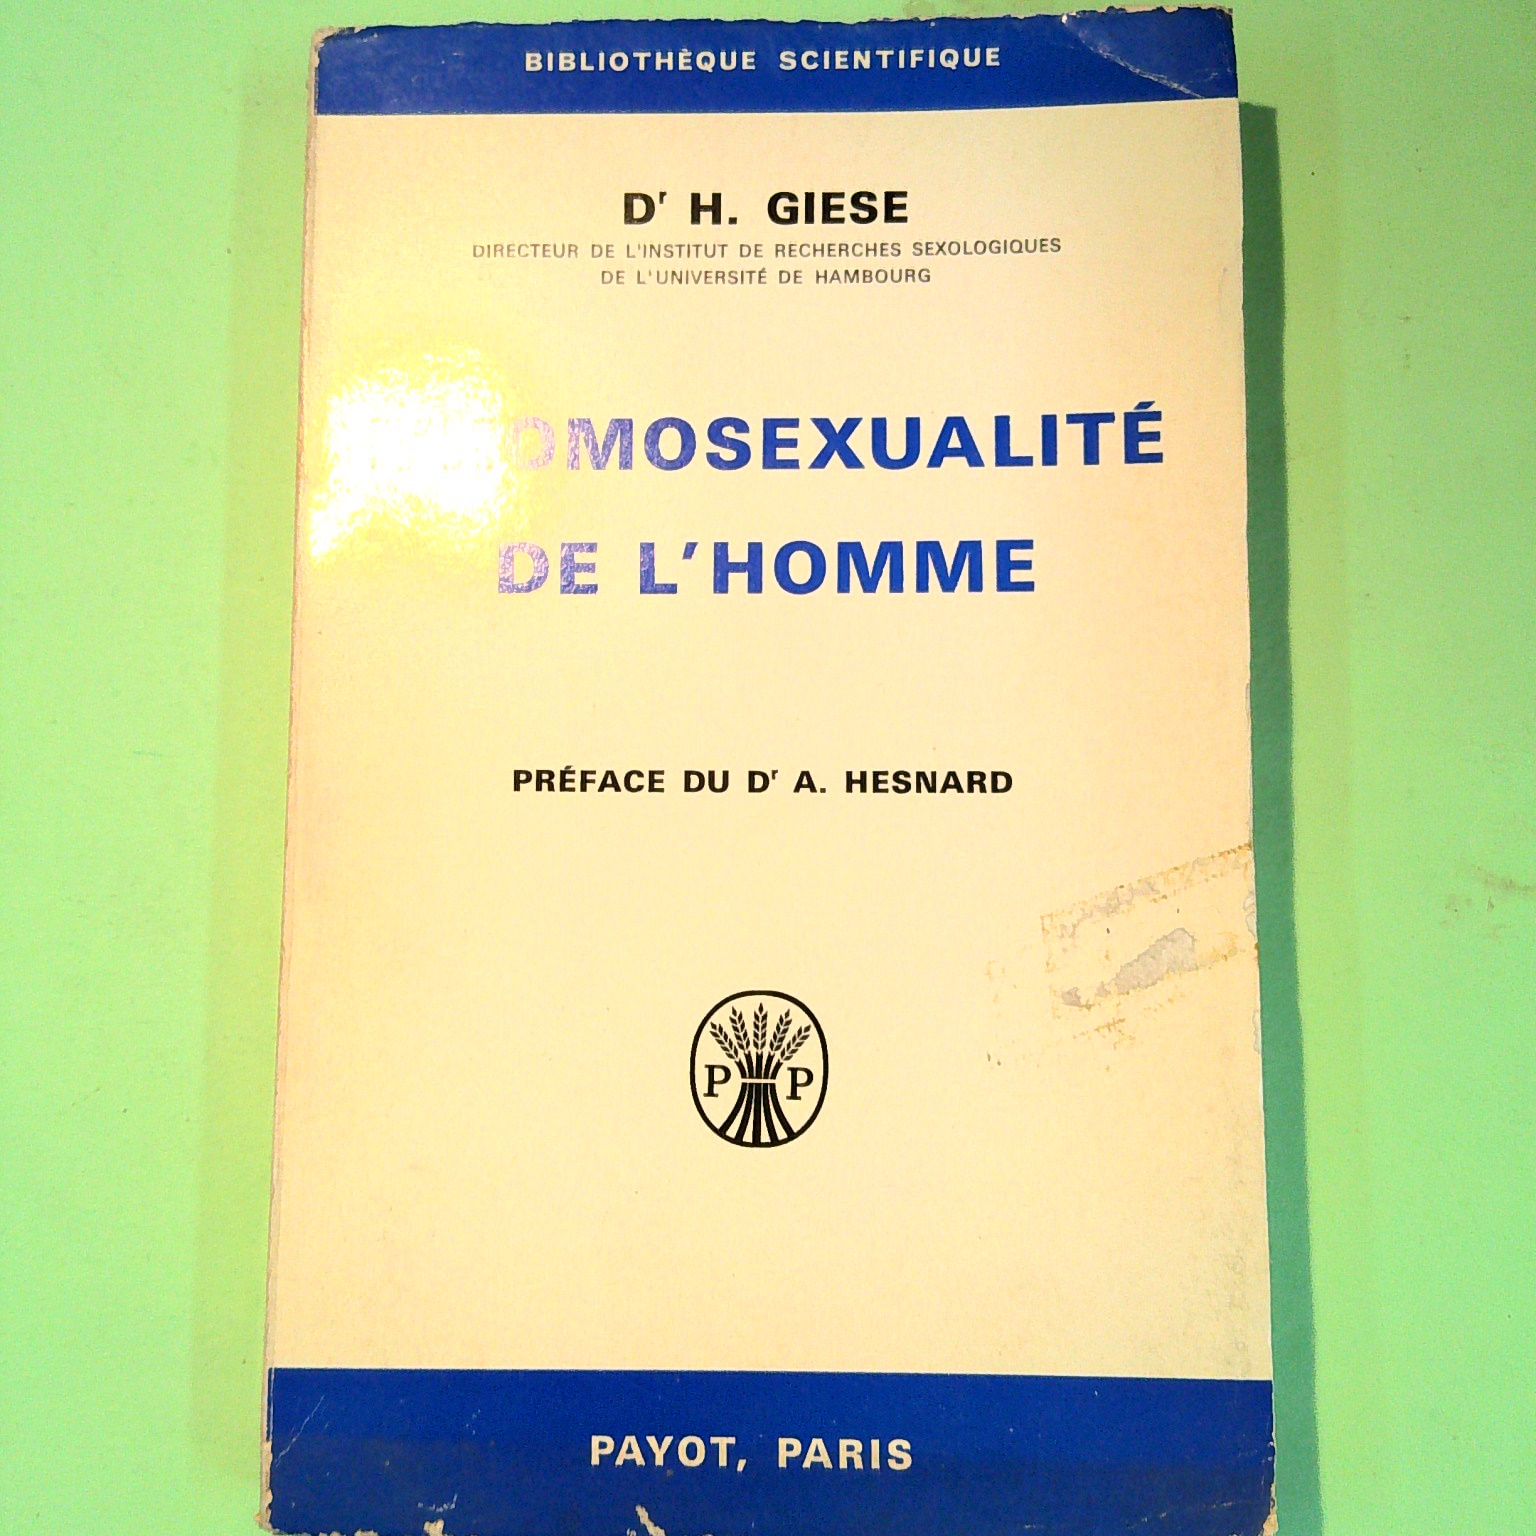 BIBLIOTHÈQUE SCIENTIFIQUE
Dʳ H. GIESE
DIRECTEUR DE L'INSTITUT DE RECHERCHES SEXOLOGIQUES
DE L'UNIVERSITÉ DE HAMBOURG
OMOSEXUALITÉ
DE L'HOMME
PRÉFACE DU Dʳ A. HESNARD
P P
PAYOT, PARIS